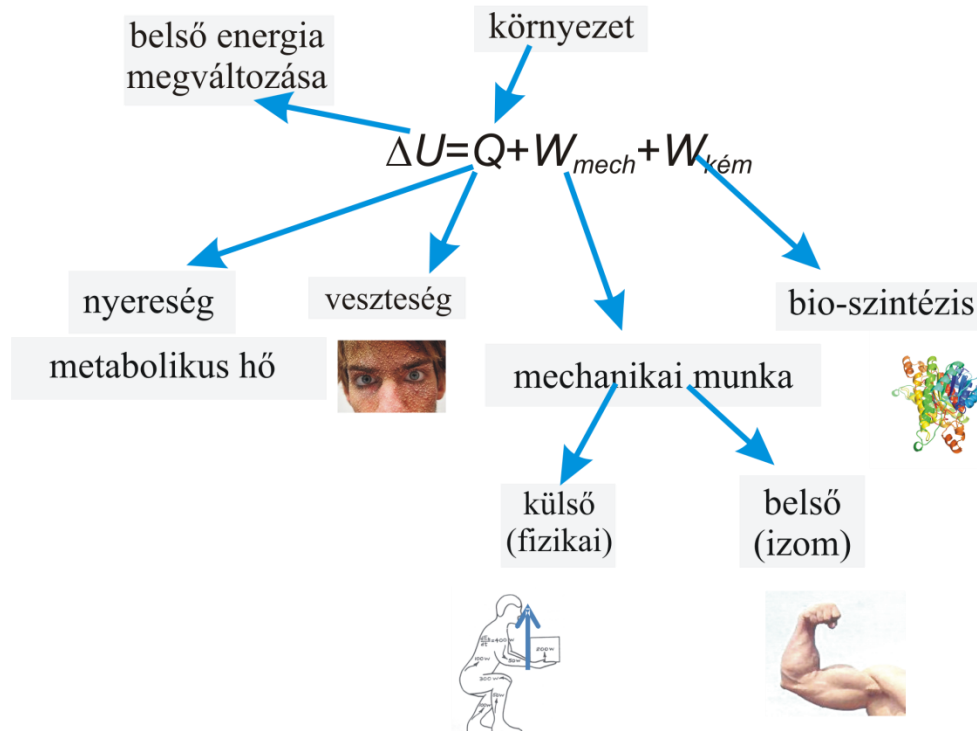 belső energia
megváltozása
környezet
ΔU=Q+Wmech+Wkém
nyereség
metabolikus hő
veszteség
bio-szintézis
mechanikai munka
külső
(fizikai)
belső
(izom)
200w